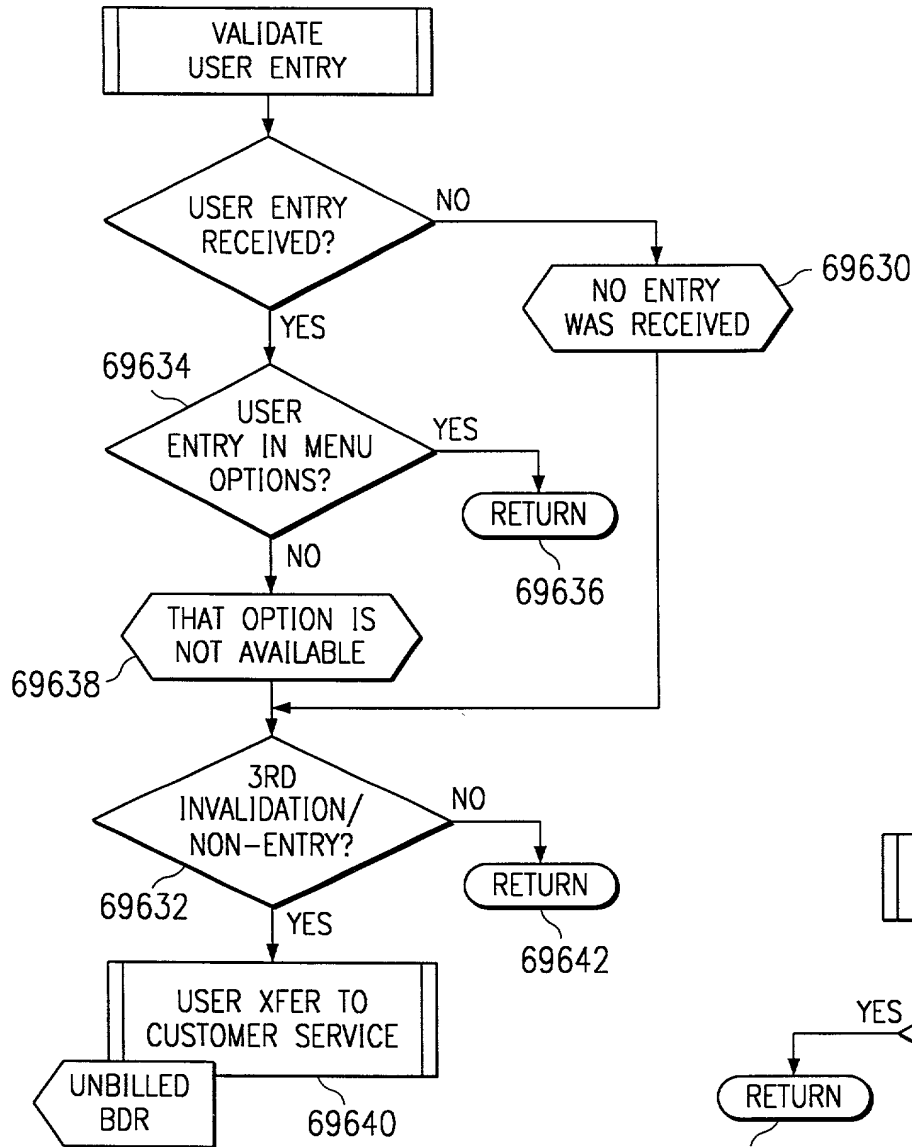 VALIDATE
USER ENTRY
USER ENTRY
RECEIVED?
NO
YES
NO ENTRY
WAS RECEIVED
69630
69634
USER
ENTRY IN MENU
OPTIONS?
YES
NO
RETURN
69636
THAT OPTION IS
NOT AVAILABLE
69638
3RD
INVALIDATION/
NON-ENTRY?
NO
69632
YES
RETURN
69642
USER XFER TO
CUSTOMER SERVICE
UNBILLED
BDR
69640
YES
RETURN